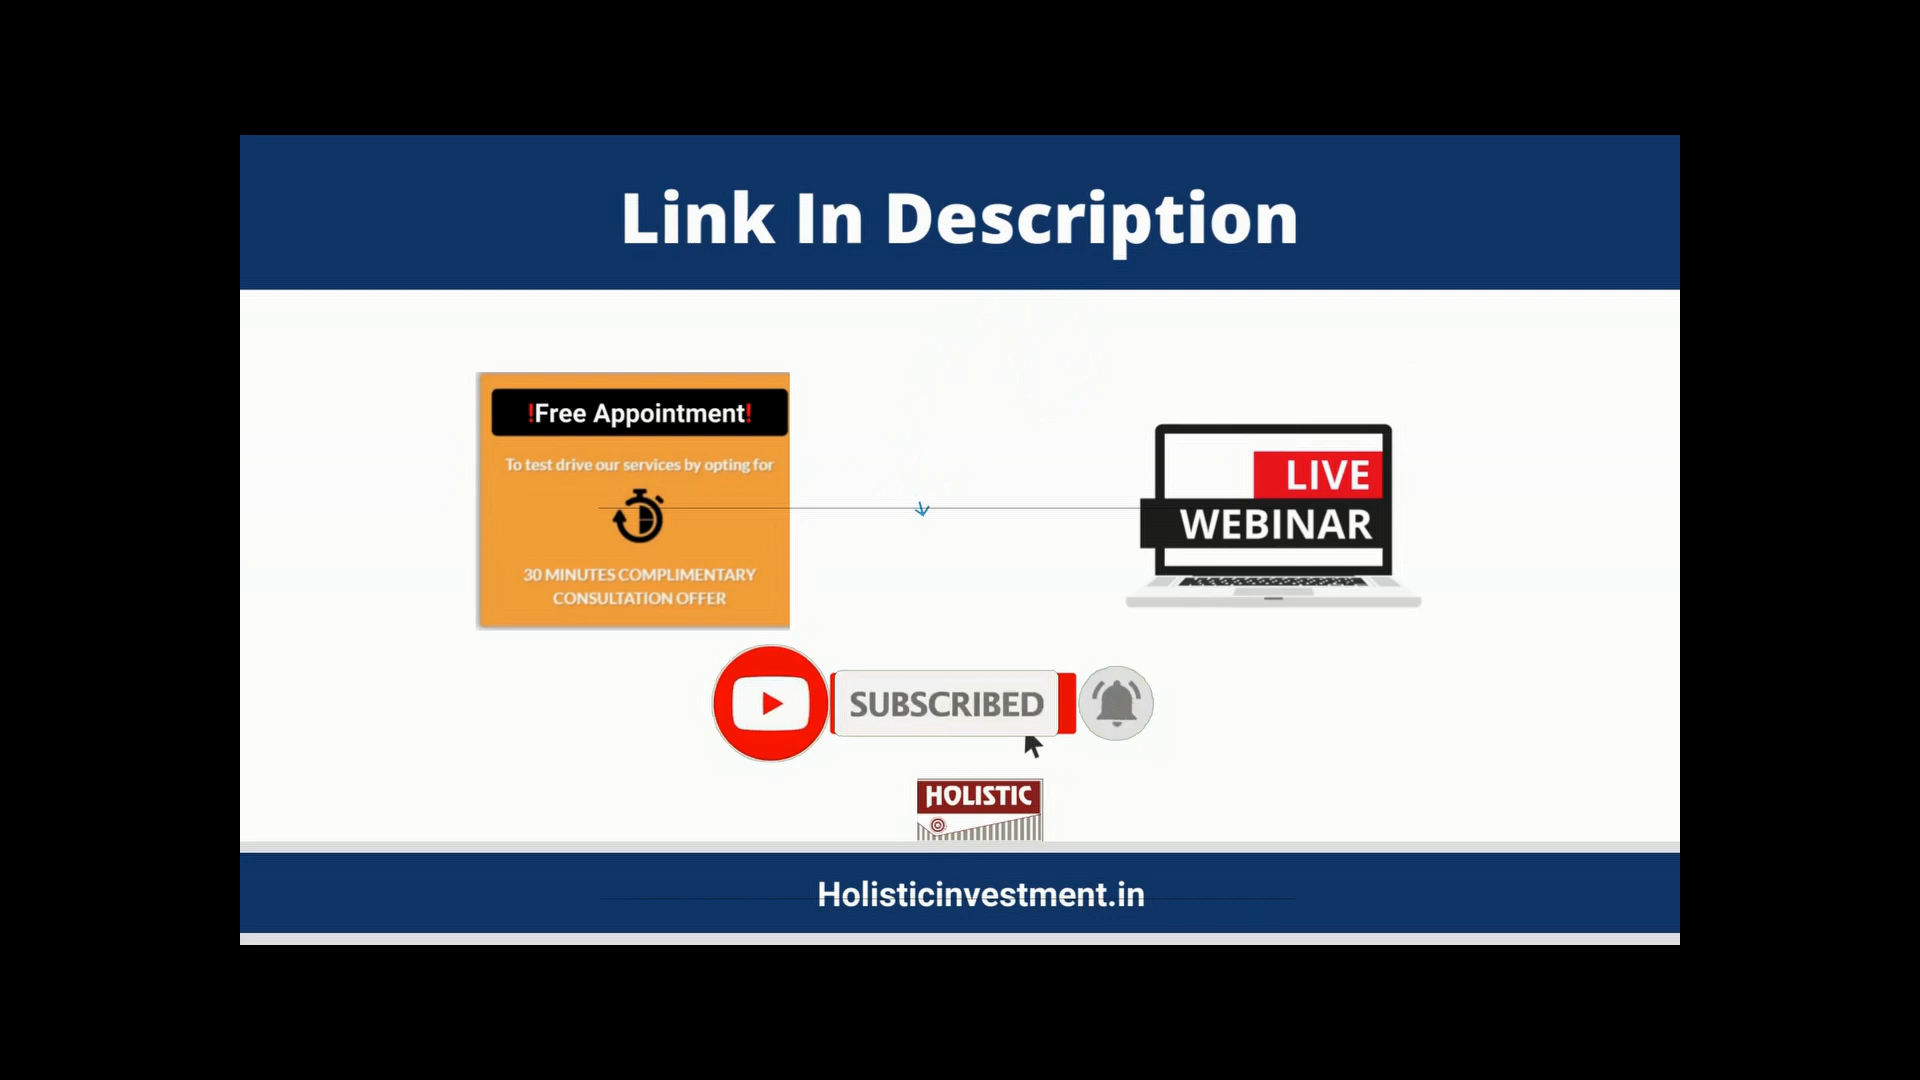 Link In Description
!Free Appointment!
To test drive our services by opting for
30 MINUTES COMPLIMENTARY
CONSULTATION OFFER
LIVE
WEBINAR
SUBSCRIBED
HOLISTIC
Holisticinvestment.in